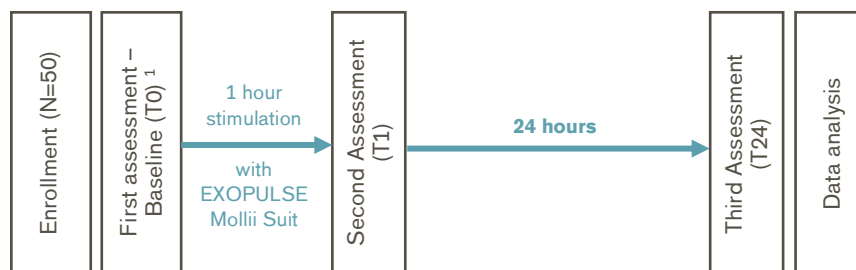 Enrollment (N=50)
First assessment –
Baseline (T0) 1
1 hour
stimulation
with
EXOPULSE
Mollii Suit
Second Assessment
(T1)
24 hours
Third Assessment
(T24)
Data analysis